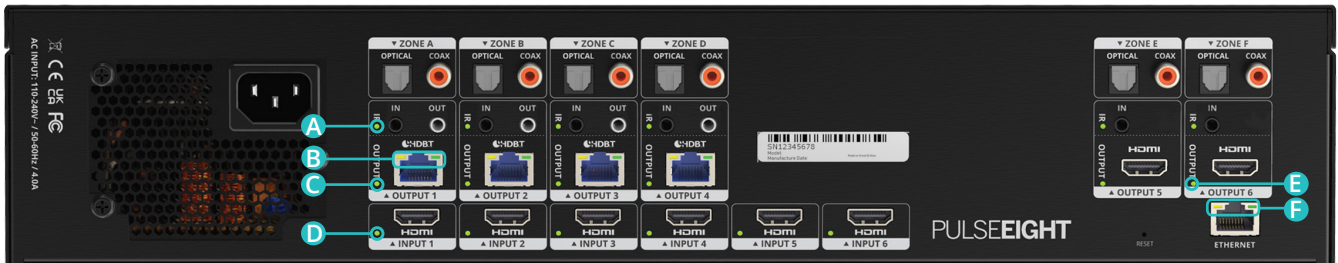 AC INPUT: 110-240V~ / 50-60Hz / 4.0A
CE UK CA FC
▼ ZONE A
OPTICAL COAX
▼ ZONE B
OPTICAL COAX
▼ ZONE C
OPTICAL COAX
▼ ZONE D
OPTICAL COAX
▼ ZONE E
OPTICAL COAX
▼ ZONE F
OPTICAL COAX
A
IR IN OUT
IR IN OUT
IR IN OUT
IR IN OUT
IR IN
IR IN
B
C
OUTPUT HDBT
▲ OUTPUT 1
OUTPUT HDBT
▲ OUTPUT 2
OUTPUT HDBT
▲ OUTPUT 3
OUTPUT HDBT
▲ OUTPUT 4
SN12345678
Model:
Manufacture Date:
OUTPUT HDMI
▲ OUTPUT 5
OUTPUT HDMI
▲ OUTPUT 6
E
F
D
HDMI
▲ INPUT 1
HDMI
▲ INPUT 2
HDMI
▲ INPUT 3
HDMI
▲ INPUT 4
HDMI
▲ INPUT 5
HDMI
▲ INPUT 6
PULSEEIGHT
RESET
ETHERNET